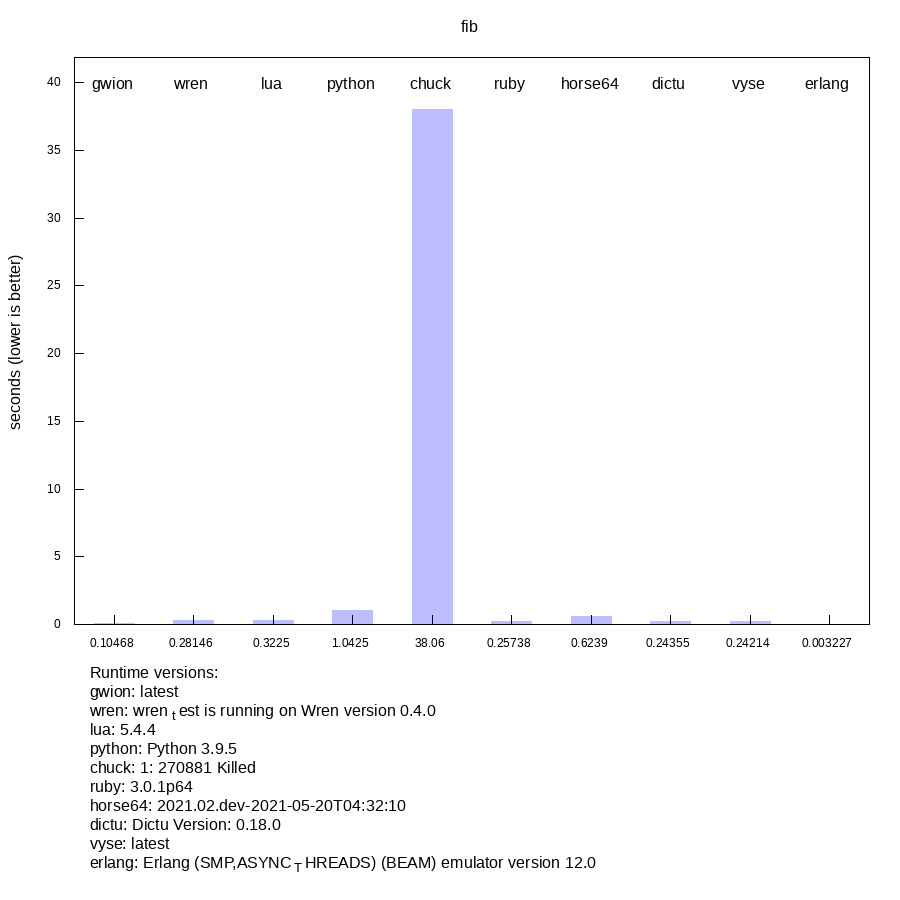 fib
gwion wren lua python chuck ruby horse64 dictu vyse erlang
40
35
30
25
20
15
10
5
0
seconds (lower is better)
0.10468 0.28146 0.3225 1.0425 38.06 0.25738 0.6239 0.24355 0.24214 0.003227
Runtime versions:
gwion: latest
wren: wren t est is running on Wren version 0.4.0
lua: 5.4.4
python: Python 3.9.5
chuck: 1: 270881 Killed
ruby: 3.0.1p64
horse64: 2021.02.dev-2021-05-20T04:32:10
dictu: Dictu Version: 0.18.0
vyse: latest
erlang: Erlang (SMP,ASYNC T HREADS) (BEAM) emulator version 12.0